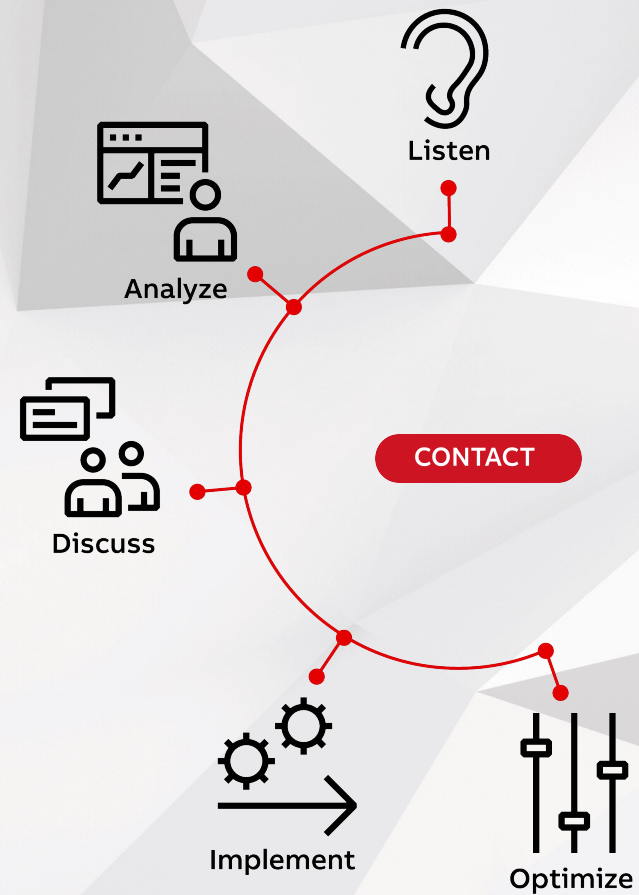 Listen
Analyze
Discuss
CONTACT
Implement
Optimize